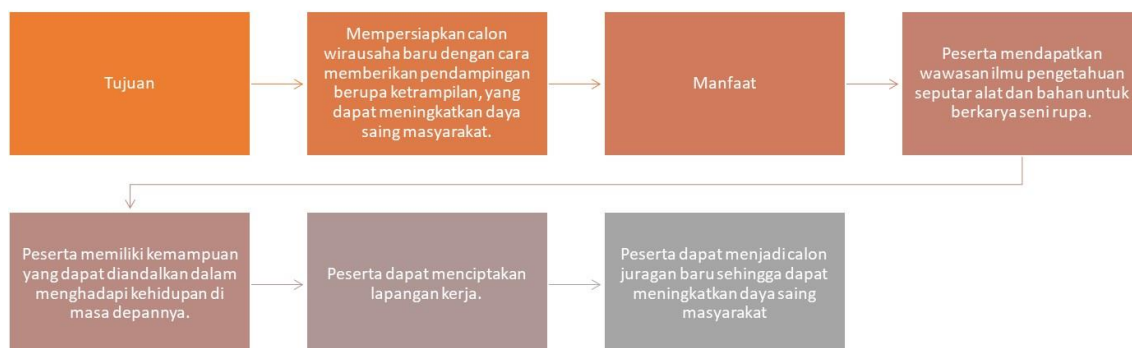 Tujuan
Mempersiapkan calon
wirausaha baru dengan cara
memberikan pendampingan
berupa ketrampilan, yang
dapat meningkatkan daya
saing masyarakat.
Manfaat
Peserta mendapatkan
wawasan ilmu pengetahuan
seputar alat dan bahan untuk
berkarya seni rupa.
Peserta memiliki kemampuan
yang dapat diandalkan dalam
menghadapi kehidupan di
masa depannya.
Peserta dapat menciptakan
lapangan kerja.
Peserta dapat menjadi calon
juragan baru sehingga dapat
meningkatkan daya saing
masyarakat